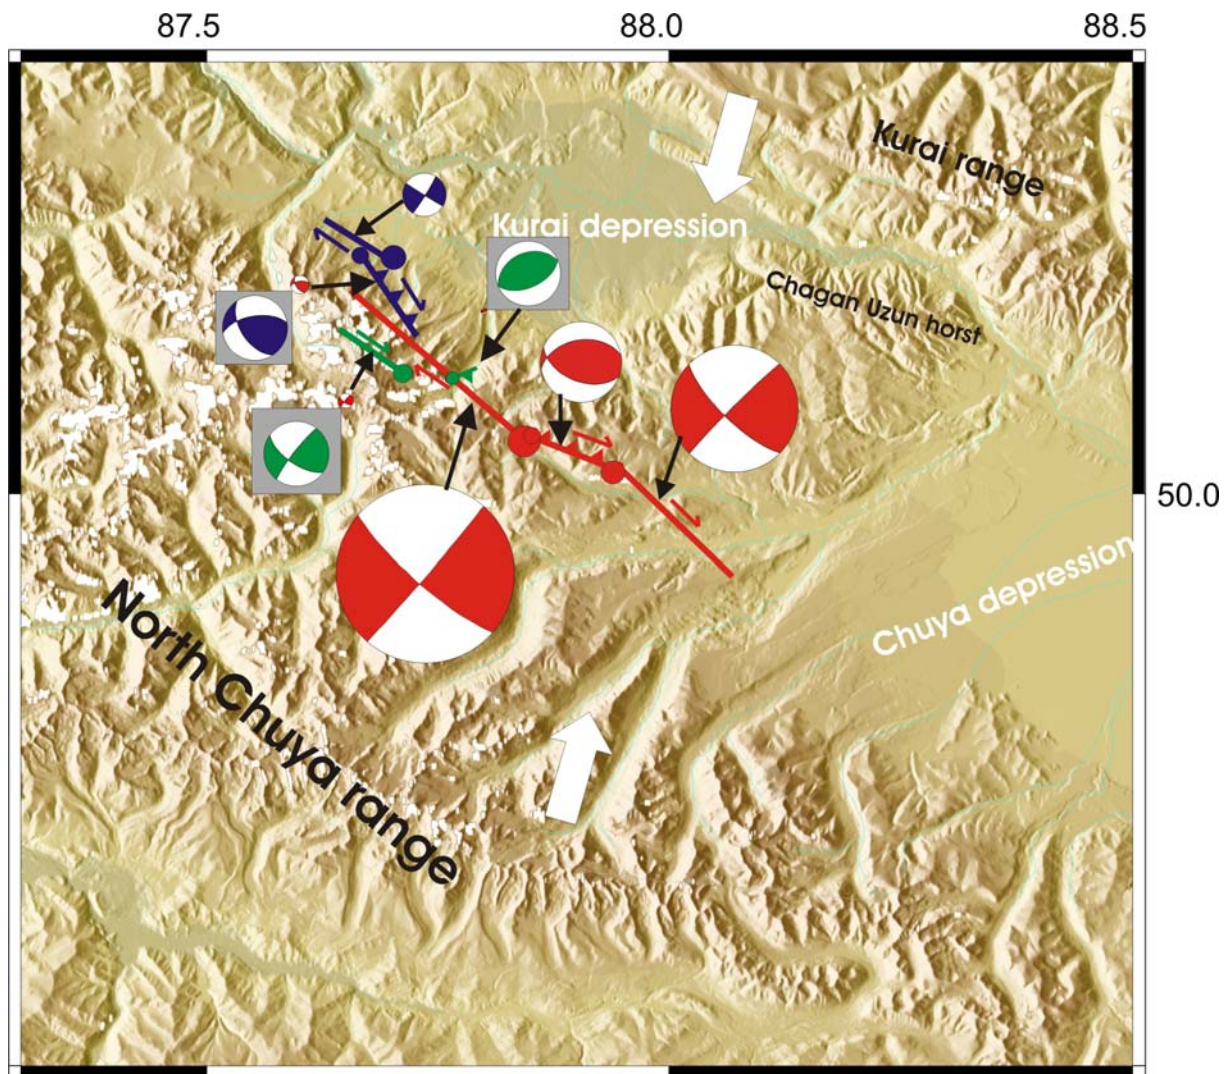 87.5
88.0
88.5
Kurai range
Kurai depression
Chagan Uzun horst
50.0
Chuya depression
North Chuya range